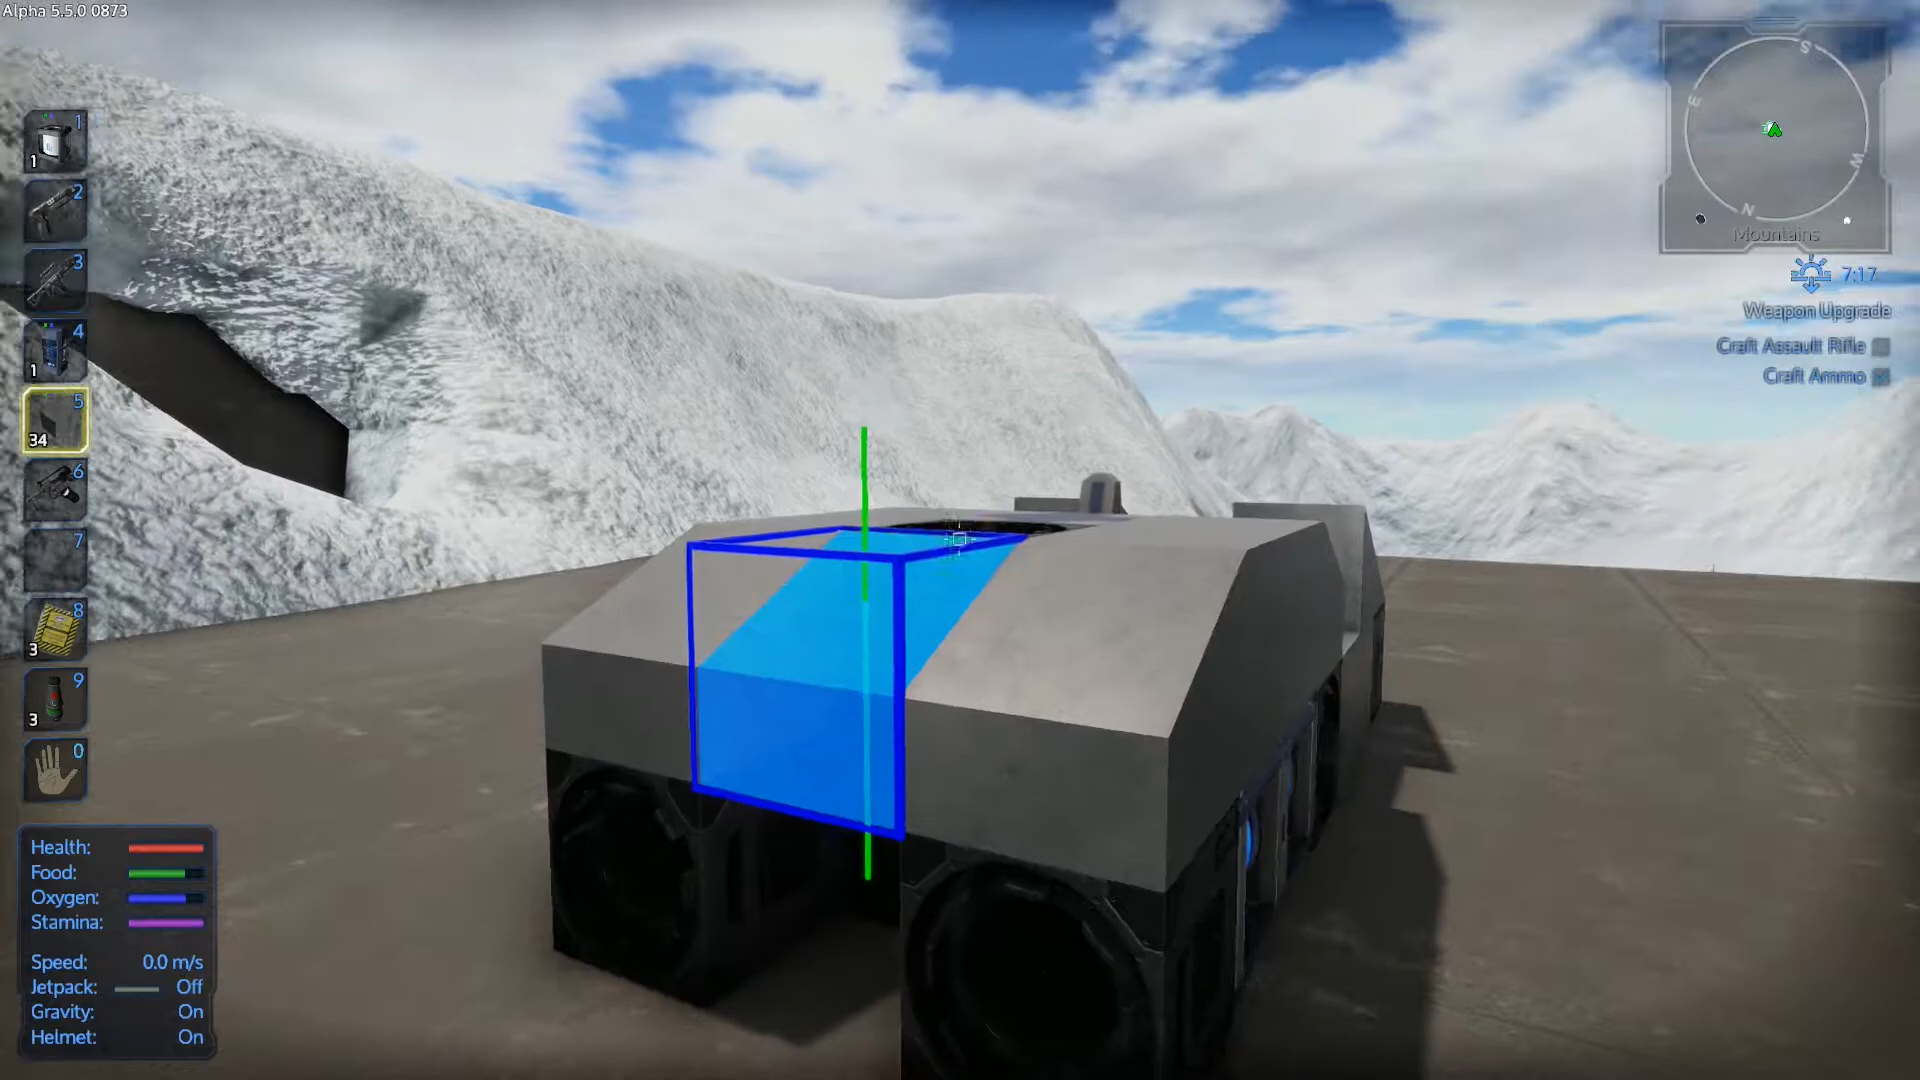 Alpha 5.5.0 0873
1
1
2
3
4
1
5
34
6
7
8
3
9
3
0
S
E
W
N
Mountains
7:17
Weapon Upgrade
Craft Assault Rifle
Craft Ammo
Health:
Food:
Oxygen:
Stamina:
Speed: 0.0 m/s
Jetpack: Off
Gravity: On
Helmet: On